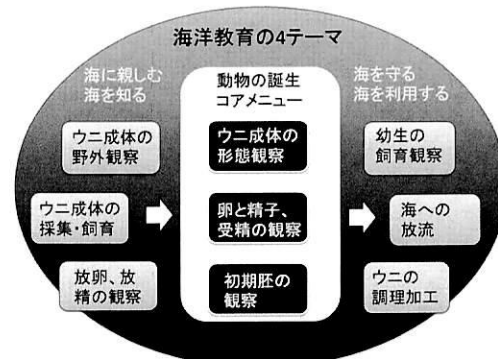 海洋教育の4テーマ
海に親しむ
海を知る
ウニ成体の
野外観察
ウニ成体の
採集・飼育
放卵、放
精の観察
動物の誕生
コアメニュー
ウニ成体の
形態観察
卵と精子、
受精の観察
初期胚の
観察
海を守る
海を利用する
幼生の
飼育観察
海への
放流
ウニの
調理加工